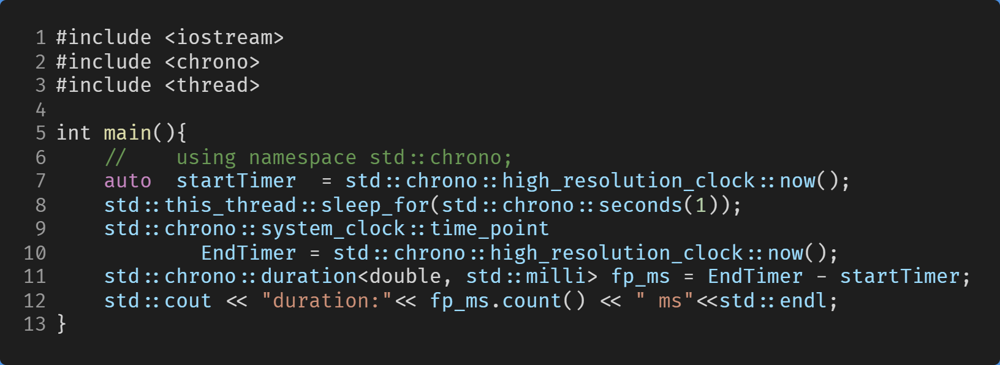 1 #include <iostream>
2 #include <chrono>
3 #include <thread>
4
5 int main(){
6     //    using namespace std::chrono;
7     auto  startTimer  = std::chrono::high_resolution_clock::now();
8     std::this_thread::sleep_for(std::chrono::seconds(1));
9     std::chrono::system_clock::time_point
10             EndTimer = std::chrono::high_resolution_clock::now();
11     std::chrono::duration<double, std::milli> fp_ms = EndTimer - startTimer;
12     std::cout << "duration:"<< fp_ms.count() << " ms"<<std::endl;
13 }